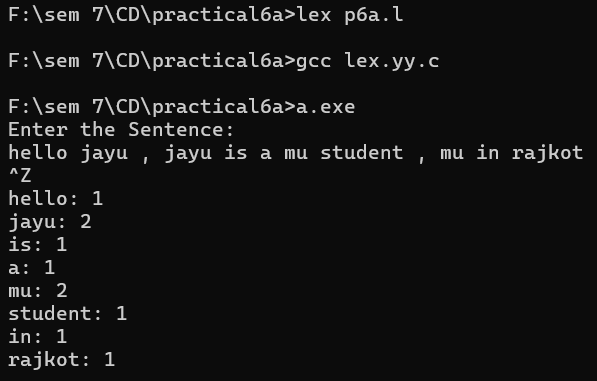 F:\sem 7\CD\practical6a>lex p6a.l
F:\sem 7\CD\practical6a>gcc lex.yy.c
F:\sem 7\CD\practical6a>a.exe
Enter the Sentence:
hello jayu , jayu is a mu student , mu in rajkot
^Z
hello: 1
jayu: 2
is: 1
a: 1
mu: 2
student: 1
in: 1
rajkot: 1